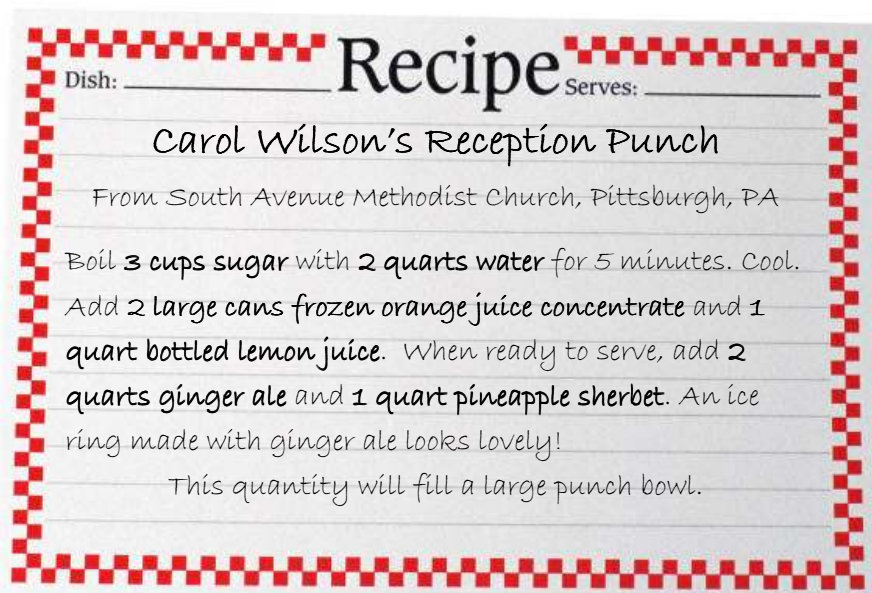 Recipe
Dish: Serves:
Carol Wilson's Reception Punch
From South Avenue Methodist Church, Pittsburgh, PA
Boil 3 cups sugar with 2 quarts water for 5 minutes. Cool.
Add 2 large cans frozen orange juice concentrate and 1
quart bottled lemon juice. When ready to serve, add 2
quarts ginger ale and 1 quart pineapple sherbet. An ice
ring made with ginger ale looks lovely!
This quantity will fill a large punch bowl.